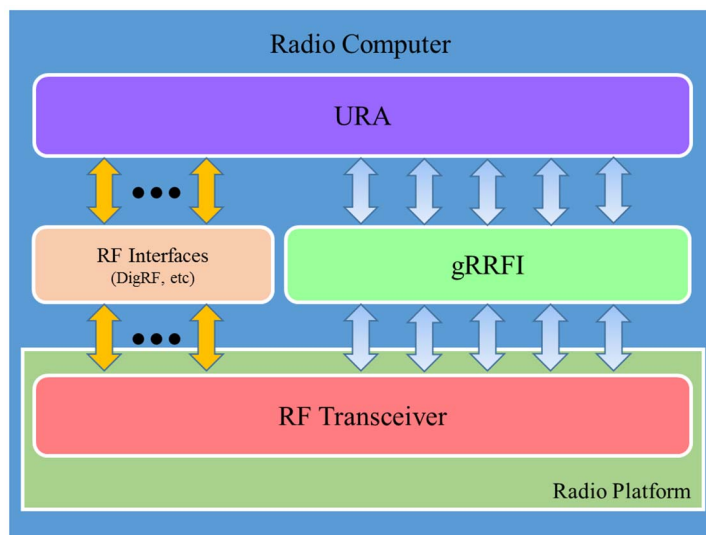 Radio Computer
URA
RF Interfaces
(DigRF, etc)
gRRFI
RF Transceiver
Radio Platform